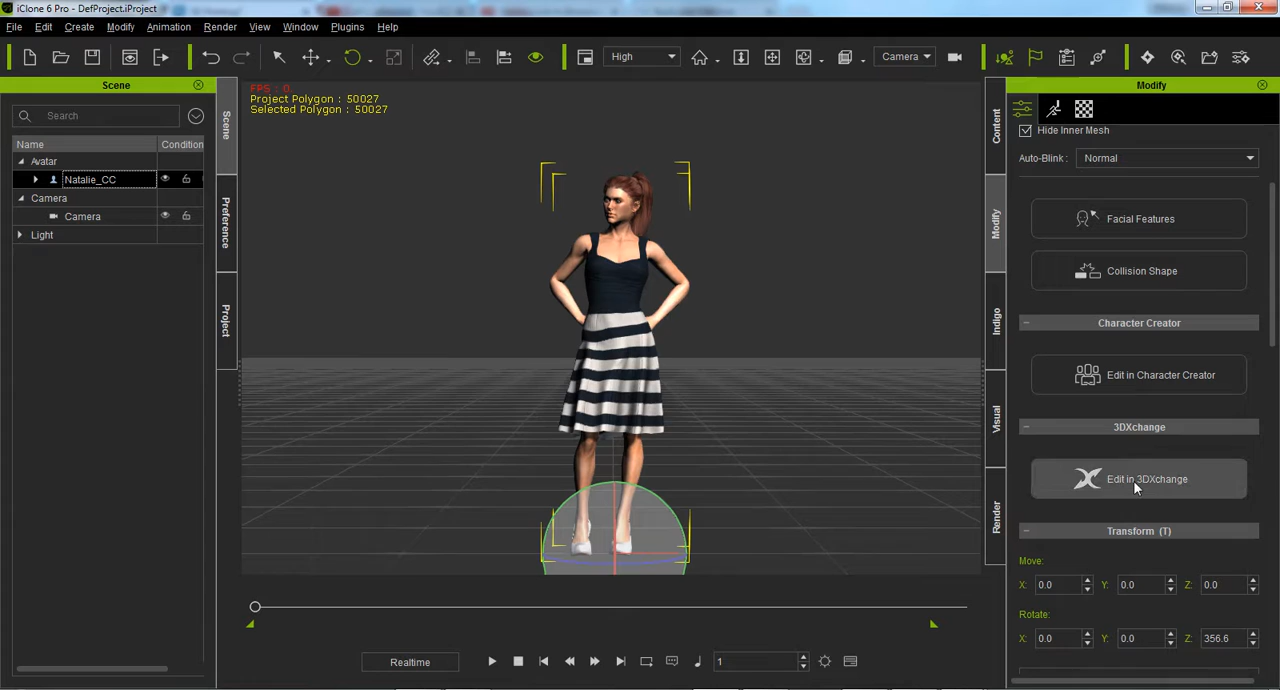 iClone 6 Pro - DefProject.iProject
File Edit Create Modify Animation Render View Window Plugins Help
High Camera
Scene
Search
Name Condition
Avatar
Natalie_CC
Camera
Camera
Light
Scene
Preference
Project
FPS : 0
Project Polygon : 50027
Selected Polygon : 50027
Realtime
1
Content
Modify
Indigo
Visual
Render
Modify
Hide Inner Mesh
Auto-Blink : Normal
Facial Features
Collision Shape
Character Creator
Edit in Character Creator
3DXchange
Edit in 3DXchange
Transform (T)
Move:
X: 0.0 Y: 0.0 Z: 0.0
Rotate:
X: 0.0 Y: 0.0 Z: 356.6